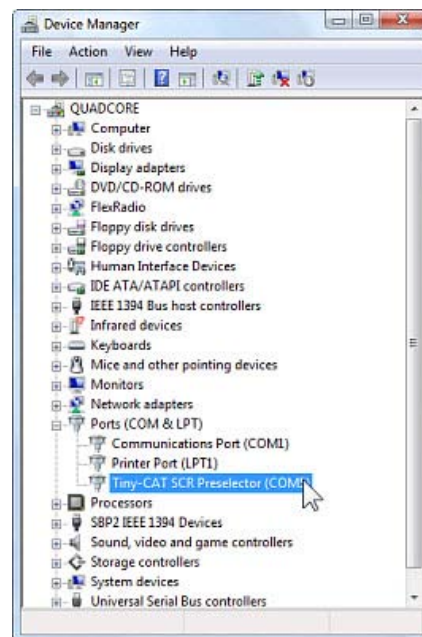 Device Manager
File Action View Help
QUADCORE
Computer
Disk drives
Display adapters
DVD/CD-ROM drives
FlexRadio
Floppy disk drives
Floppy drive controllers
Human Interface Devices
IDE ATA/ATAPI controllers
IEEE 1394 Bus host controllers
Infrared devices
Keyboards
Mice and other pointing devices
Monitors
Network adapters
Ports (COM & LPT)
Communications Port (COM1)
Printer Port (LPT1)
Tiny-CAT SCR Preselector
Processors
SBP2 IEEE 1394 Devices
Sound, video and game controllers
Storage controllers
System devices
Universal Serial Bus controllers